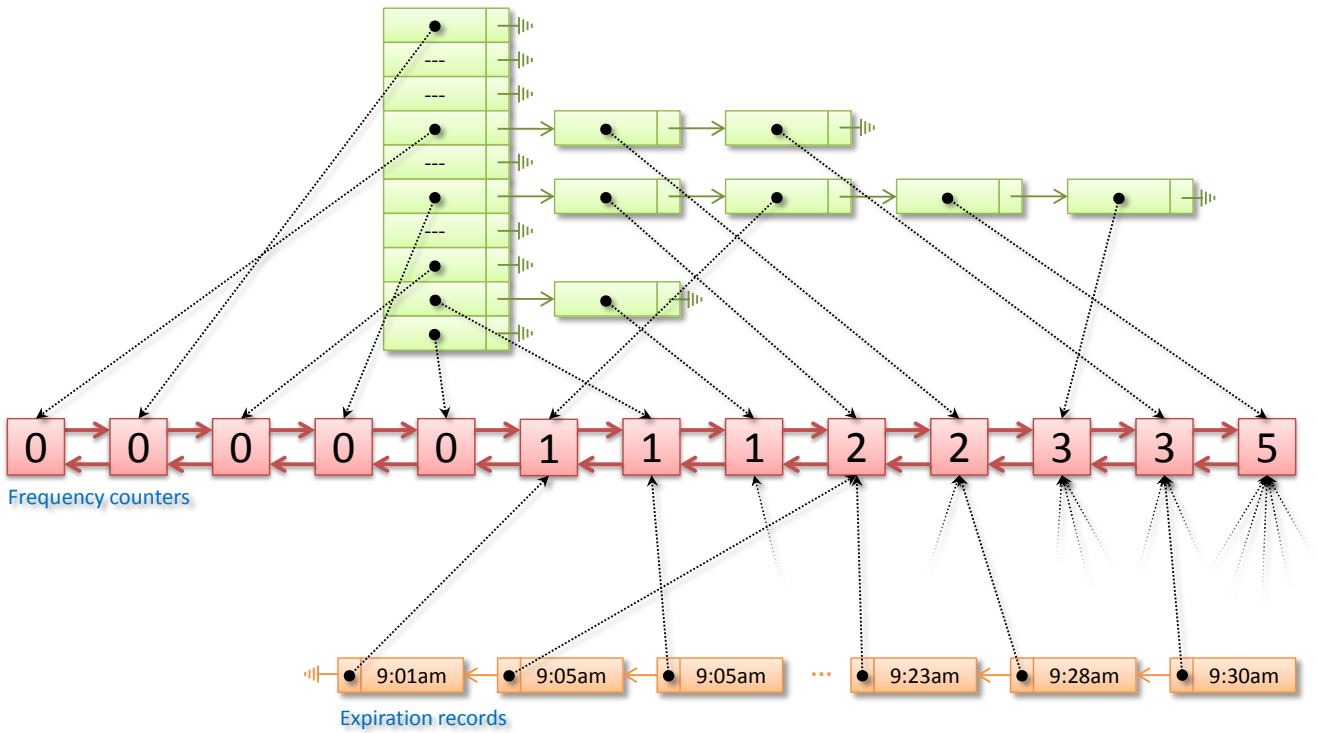 ---
---
---
---
0 0 0 0 0 1 1 1 2 2 3 3 5
Frequency counters
9:01am 9:05am 9:05am ... 9:23am 9:28am 9:30am
Expiration records